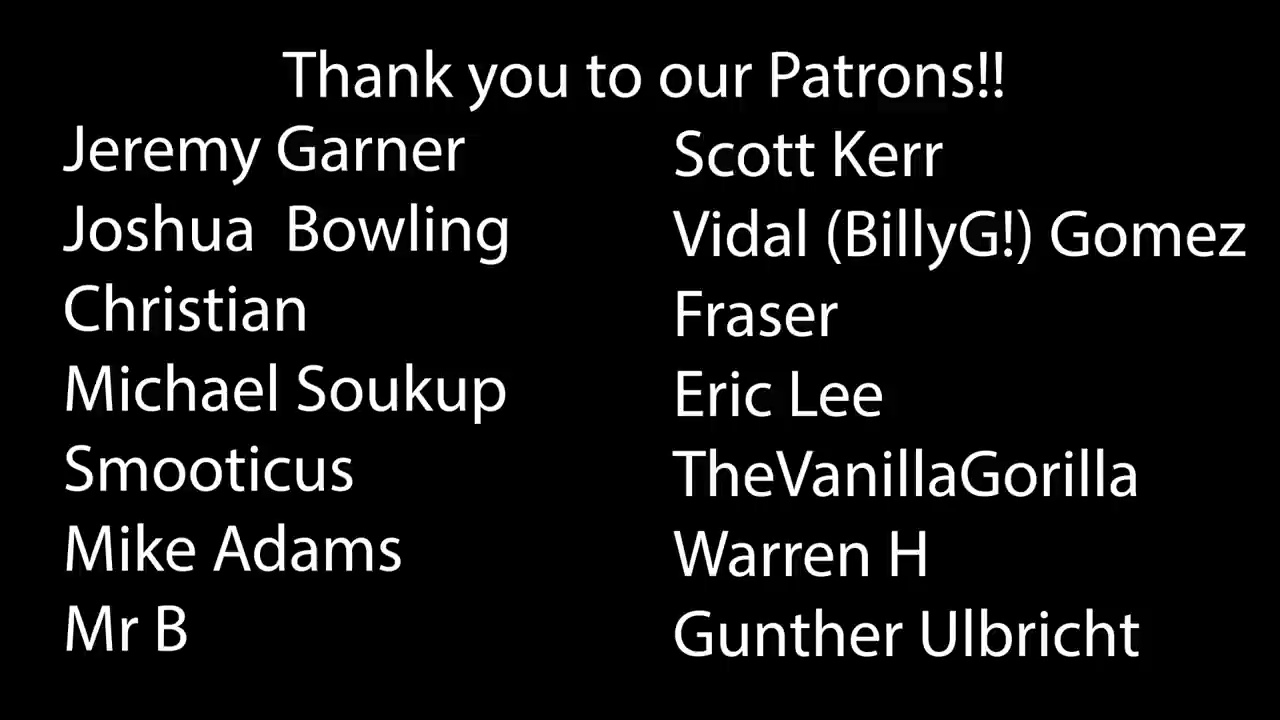 Thank you to our Patrons!!
Jeremy Garner
Joshua  Bowling
Christian
Michael Soukup
Smooticus
Mike Adams
Mr B
Scott Kerr
Vidal (BillyG!) Gomez
Fraser
Eric Lee
TheVanillaGorilla
Warren H
Gunther Ulbricht